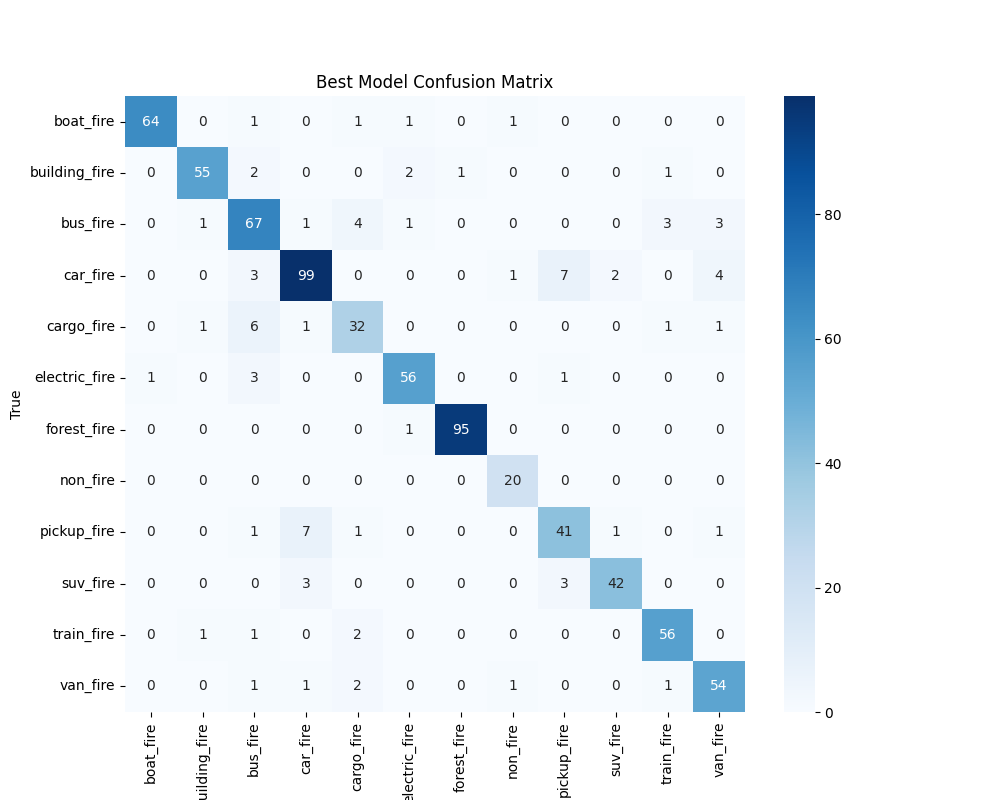 Best Model Confusion Matrix
True
boat_fire 64 0 1 0 1 1 0 1 0 0 0 0
building_fire 0 55 2 0 0 2 1 0 0 0 1 0
bus_fire 0 1 67 1 4 1 0 0 0 0 3 3
car_fire 0 0 3 99 0 0 0 1 7 2 0 4
cargo_fire 0 1 6 1 32 0 0 0 0 0 1 1
electric_fire 1 0 3 0 0 56 0 0 1 0 0 0
forest_fire 0 0 0 0 0 1 95 0 0 0 0 0
non_fire 0 0 0 0 0 0 0 20 0 0 0 0
pickup_fire 0 0 1 7 1 0 0 0 41 1 0 1
suv_fire 0 0 0 3 0 0 0 0 3 42 0 0
train_fire 0 1 1 0 2 0 0 0 0 0 56 0
van_fire 0 0 1 1 2 0 0 1 0 0 1 54
boat_fire uilding_fire bus_fire car_fire cargo_fire lectric_fire forest_fire non_fire pickup_fire suv_fire train_fire van_fire
80
60
40
20
0